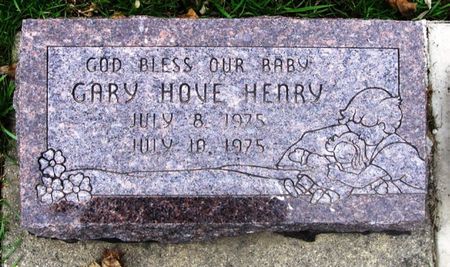 GOD BLESS OUR BABY
GARY HOVE HENRY
JULY 8, 1975
JULY 10, 1975